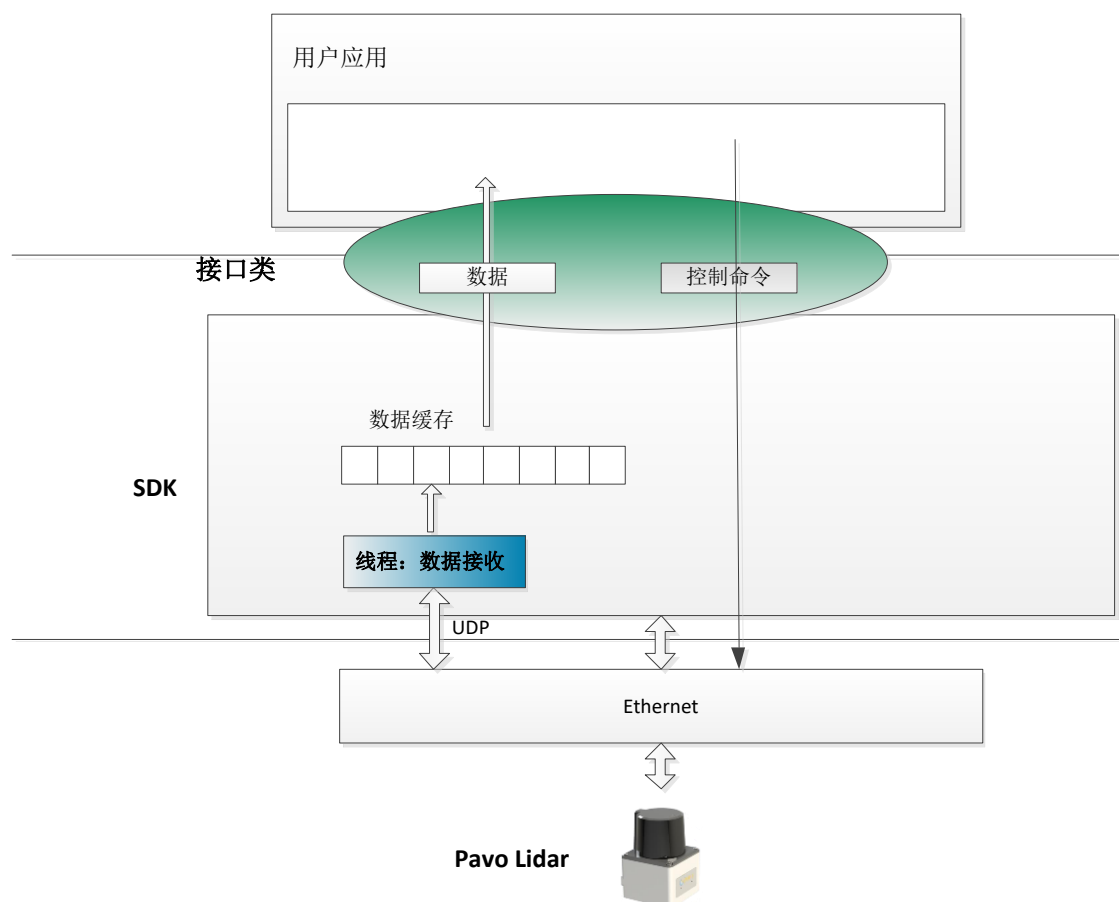 用户应用
接口类
数据
控制命令
数据缓存
SDK
线程：数据接收
UDP
Ethernet
Pavo Lidar